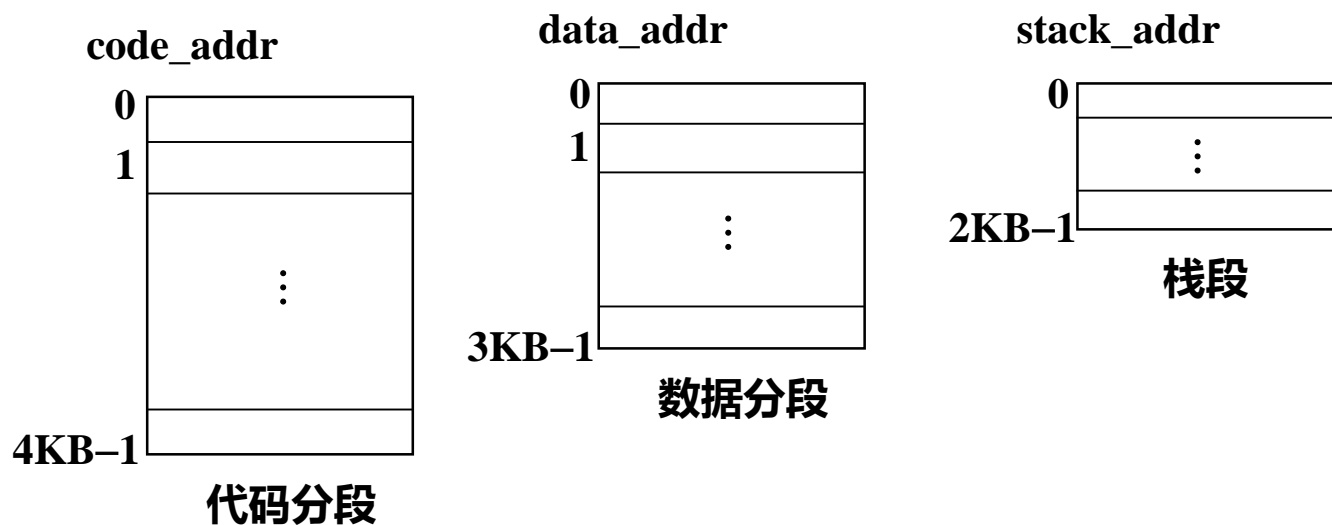 code_addr
0
1
⋮
4KB−1
代码分段
data_addr
0
1
⋮
3KB−1
数据分段
stack_addr
0
⋮
2KB−1
栈段